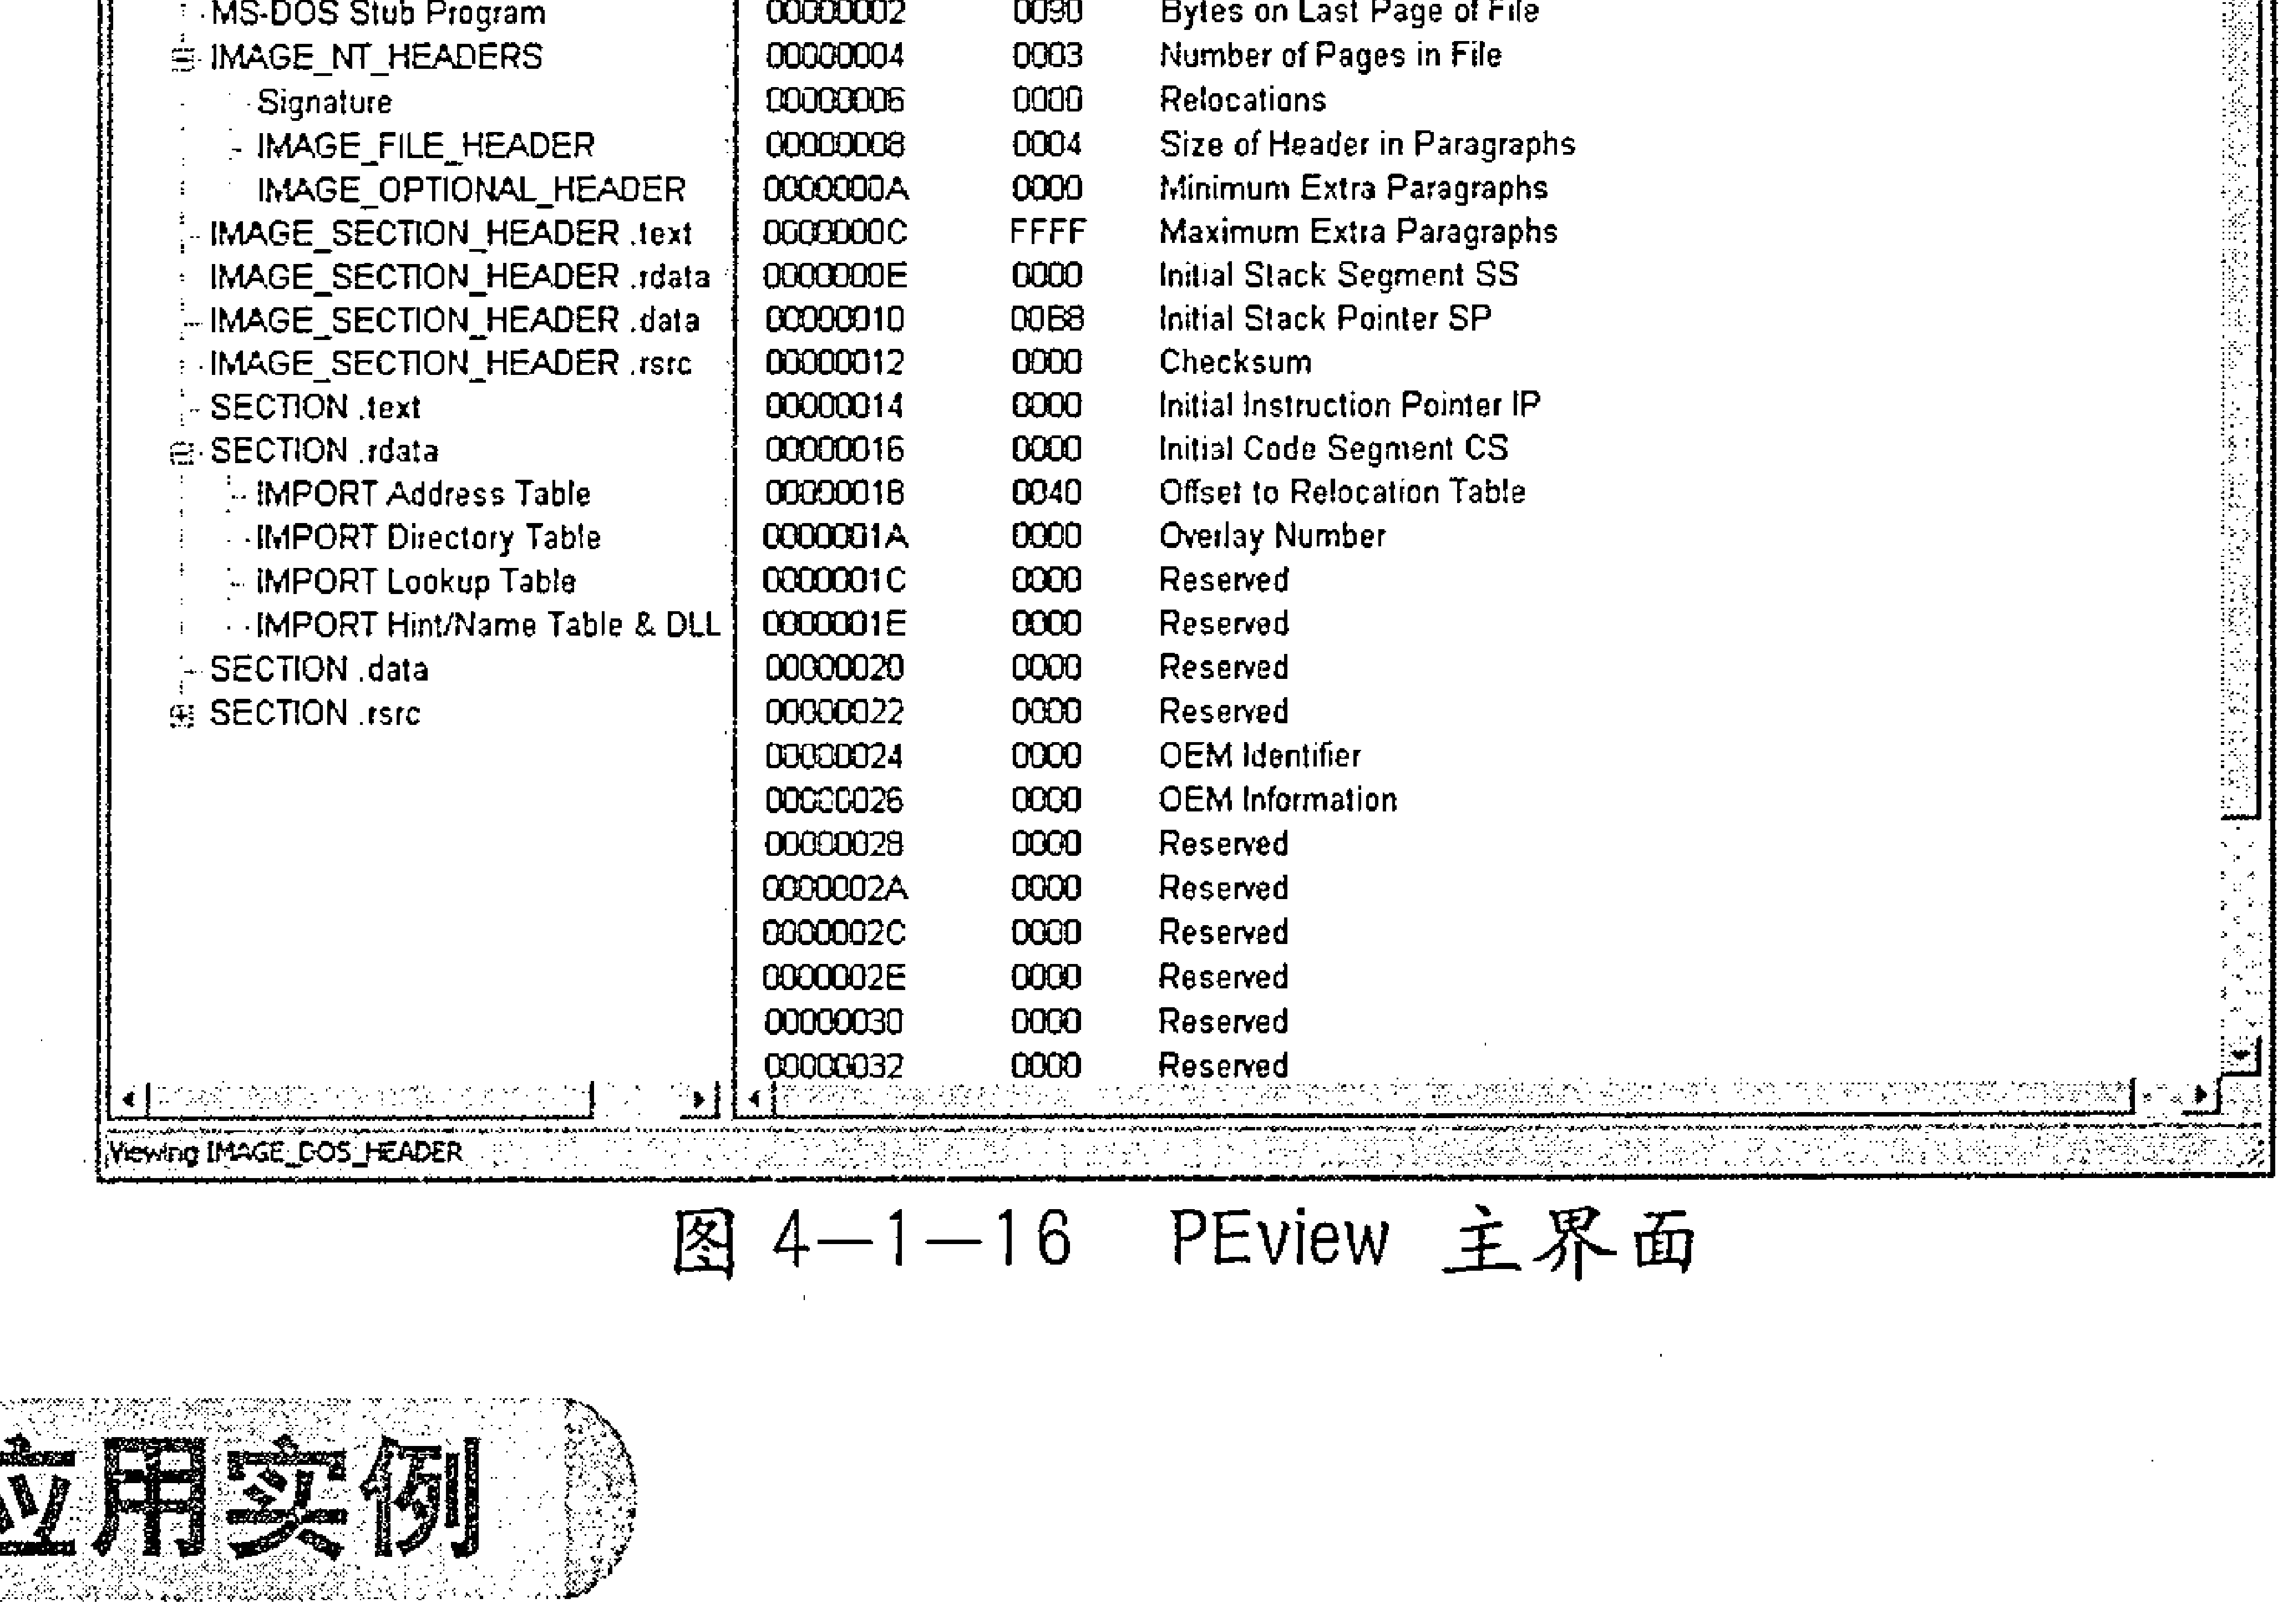 MS-DOS Stub Program
IMAGE_NT_HEADERS
Signature
IMAGE_FILE_HEADER
IMAGE_OPTIONAL_HEADER
IMAGE_SECTION_HEADER .text
IMAGE_SECTION_HEADER .rdata
IMAGE_SECTION_HEADER .data
IMAGE_SECTION_HEADER .rsrc
SECTION .text
SECTION .rdata
IMPORT Address Table
IMPORT Directory Table
IMPORT Lookup Table
IMPORT Hint/Name Table & DLL
SECTION .data
SECTION .rsrc
00000002 0090 Bytes on Last Page of File
00000004 0003 Number of Pages in File
00000006 0000 Relocations
00000008 0004 Size of Header in Paragraphs
0000000A 0000 Minimum Extra Paragraphs
0000000C FFFF Maximum Extra Paragraphs
0000000E 0000 Initial Stack Segment SS
00000010 00B8 Initial Stack Pointer SP
00000012 0000 Checksum
00000014 0000 Initial Instruction Pointer IP
00000016 0000 Initial Code Segment CS
00000018 0040 Offset to Relocation Table
0000001A 0000 Overlay Number
0000001C 0000 Reserved
0000001E 0000 Reserved
00000020 0000 Reserved
00000022 0000 Reserved
00000024 0000 OEM Identifier
00000026 0000 OEM Information
00000028 0000 Reserved
0000002A 0000 Reserved
0000002C 0000 Reserved
0000002E 0000 Reserved
00000030 0000 Reserved
00000032 0000 Reserved
Viewing IMAGE_DOS_HEADER
图 4-1-16 PEview 主界面
应用实例